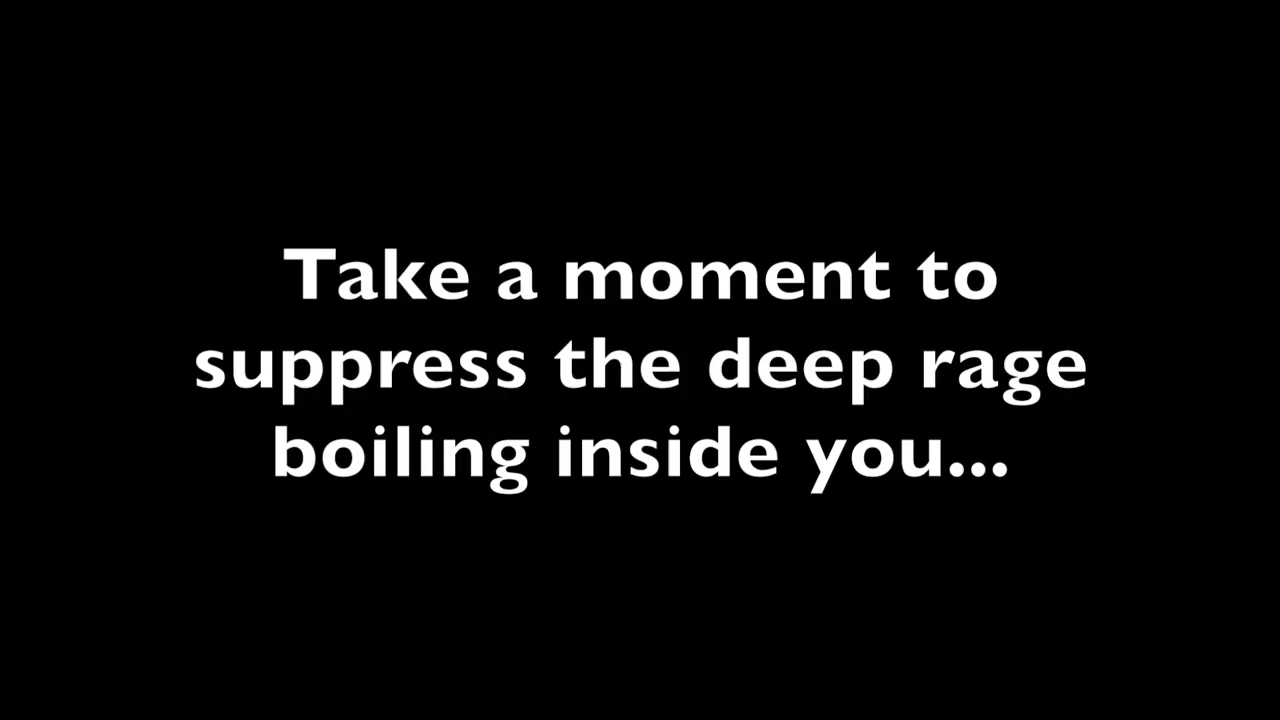 Take a moment to
suppress the deep rage
boiling inside you...